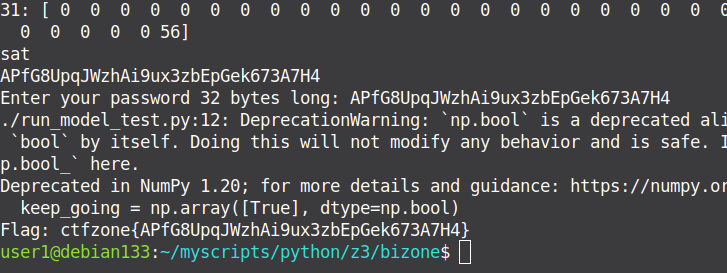 31: [ 0 0 0 0 0 0 0 0 0 0 0 0 0 0 0 0 0 0 0 0 0 0 0
0 0 0 0 0 56]
sat
APfG8UpqJWzhAi9ux3zbEpGek673A7H4
Enter your password 32 bytes long: APfG8UpqJWzhAi9ux3zbEpGek673A7H4
./run_model_test.py:12: DeprecationWarning: `np.bool` is a deprecated ali
`bool` by itself. Doing this will not modify any behavior and is safe. I
p.bool_` here.
Deprecated in NumPy 1.20; for more details and guidance: https://numpy.or
keep_going = np.array([True], dtype=np.bool)
Flag: ctfzone{APfG8UpqJWzhAi9ux3zbEpGek673A7H4}
user1@debian133:~/myscripts/python/z3/bizone$